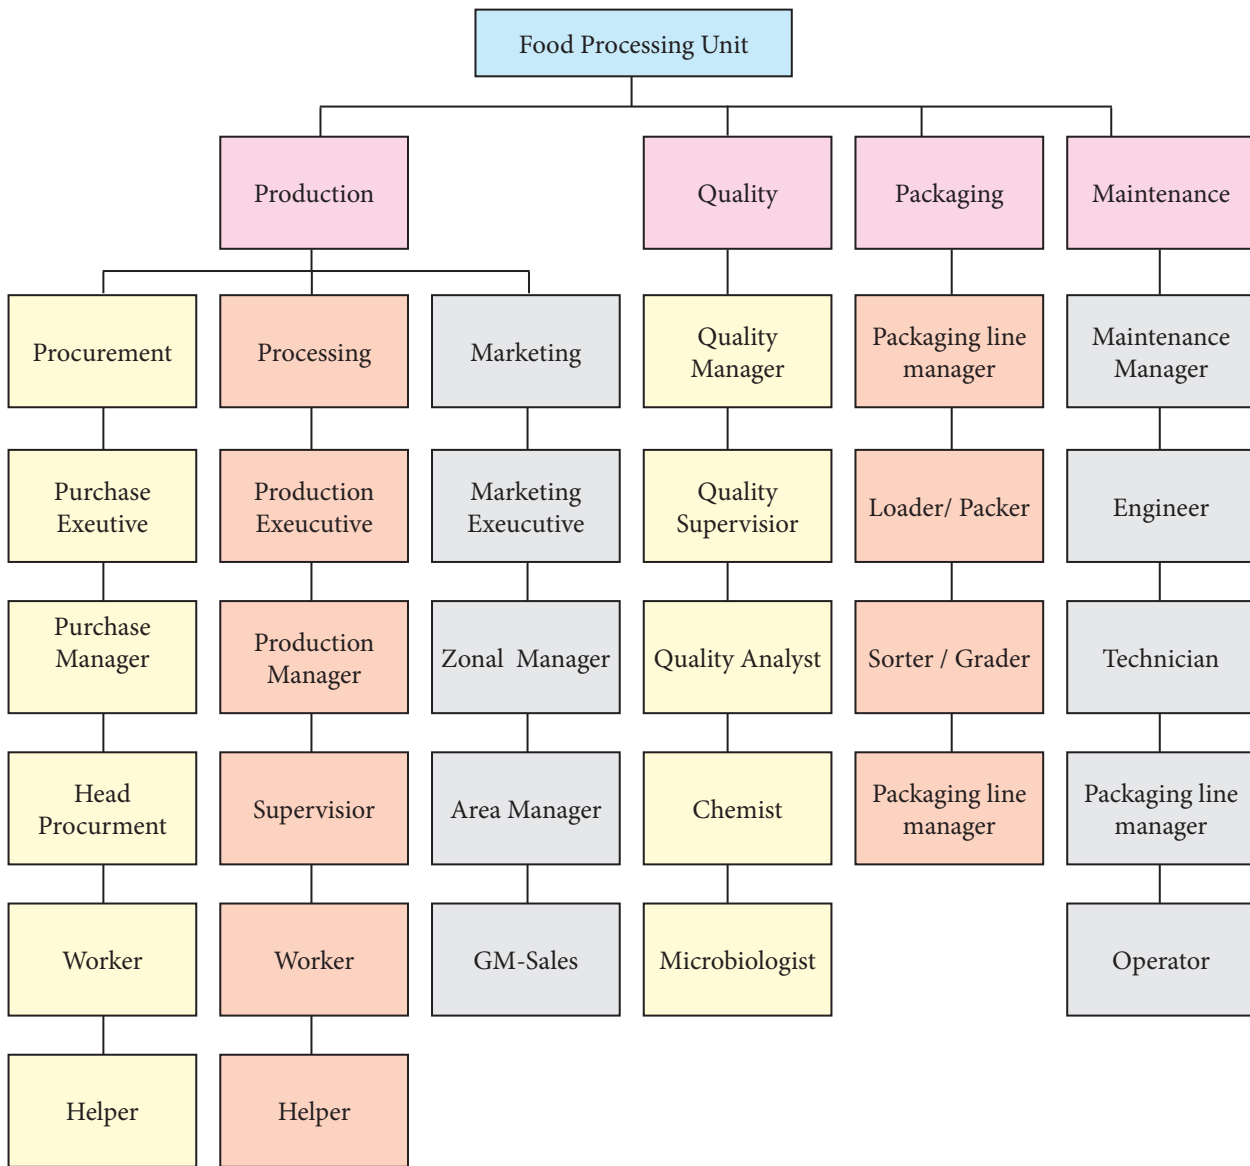 Food Processing Unit
Production
Quality
Packaging
Maintenance
Procurement
Processing
Marketing
Quality
Manager
Packaging line
manager
Maintenance
Manager
Purchase
Exeutive
Production
Exeucutive
Marketing
Exeucutive
Quality
Supervisior
Loader/ Packer
Engineer
Purchase
Manager
Production
Manager
Zonal  Manager
Quality Analyst
Sorter / Grader
Technician
Head
Procurment
Supervisior
Area Manager
Chemist
Packaging line
manager
Packaging line
manager
Worker
Worker
GM-Sales
Microbiologist
Operator
Helper
Helper